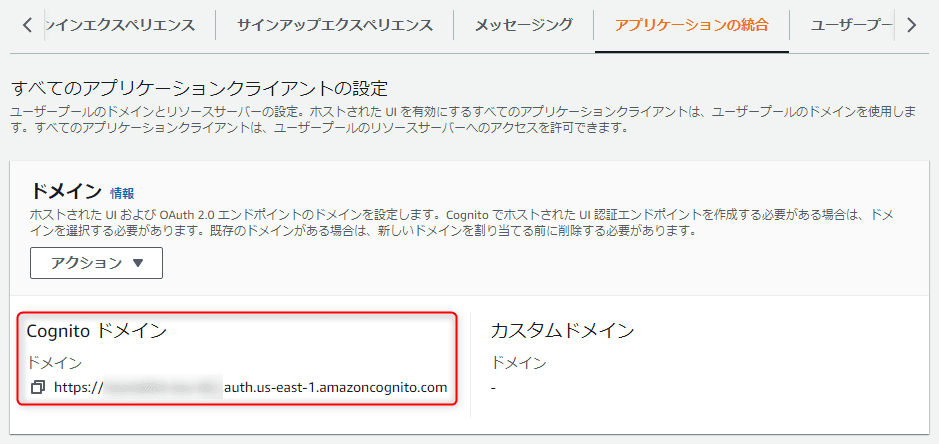 ンインエクスペリエンス サインアップエクスペリエンス メッセージング アプリケーションの統合 ユーザープー
すべてのアプリケーションクライアントの設定
ユーザープールのドメインとリソースサーバーの設定。ホストされた UI を有効にするすべてのアプリケーションクライアントは、ユーザープールのドメインを使用しま
す。すべてのアプリケーションクライアントは、ユーザープールのリソースサーバーへのアクセスを許可できます。
ドメイン 情報
ホストされた UI および OAuth 2.0 エンドポイントのドメインを設定します。Cognito でホストされた UI 認証エンドポイントを作成する必要がある場合は、ドメ
インを選択する必要があります。既存のドメインがある場合は、新しいドメインを割り当てる前に削除する必要があります。
アクション ▼
Cognito ドメイン
ドメイン
https:// auth.us-east-1.amazoncognito.com
カスタムドメイン
ドメイン
-